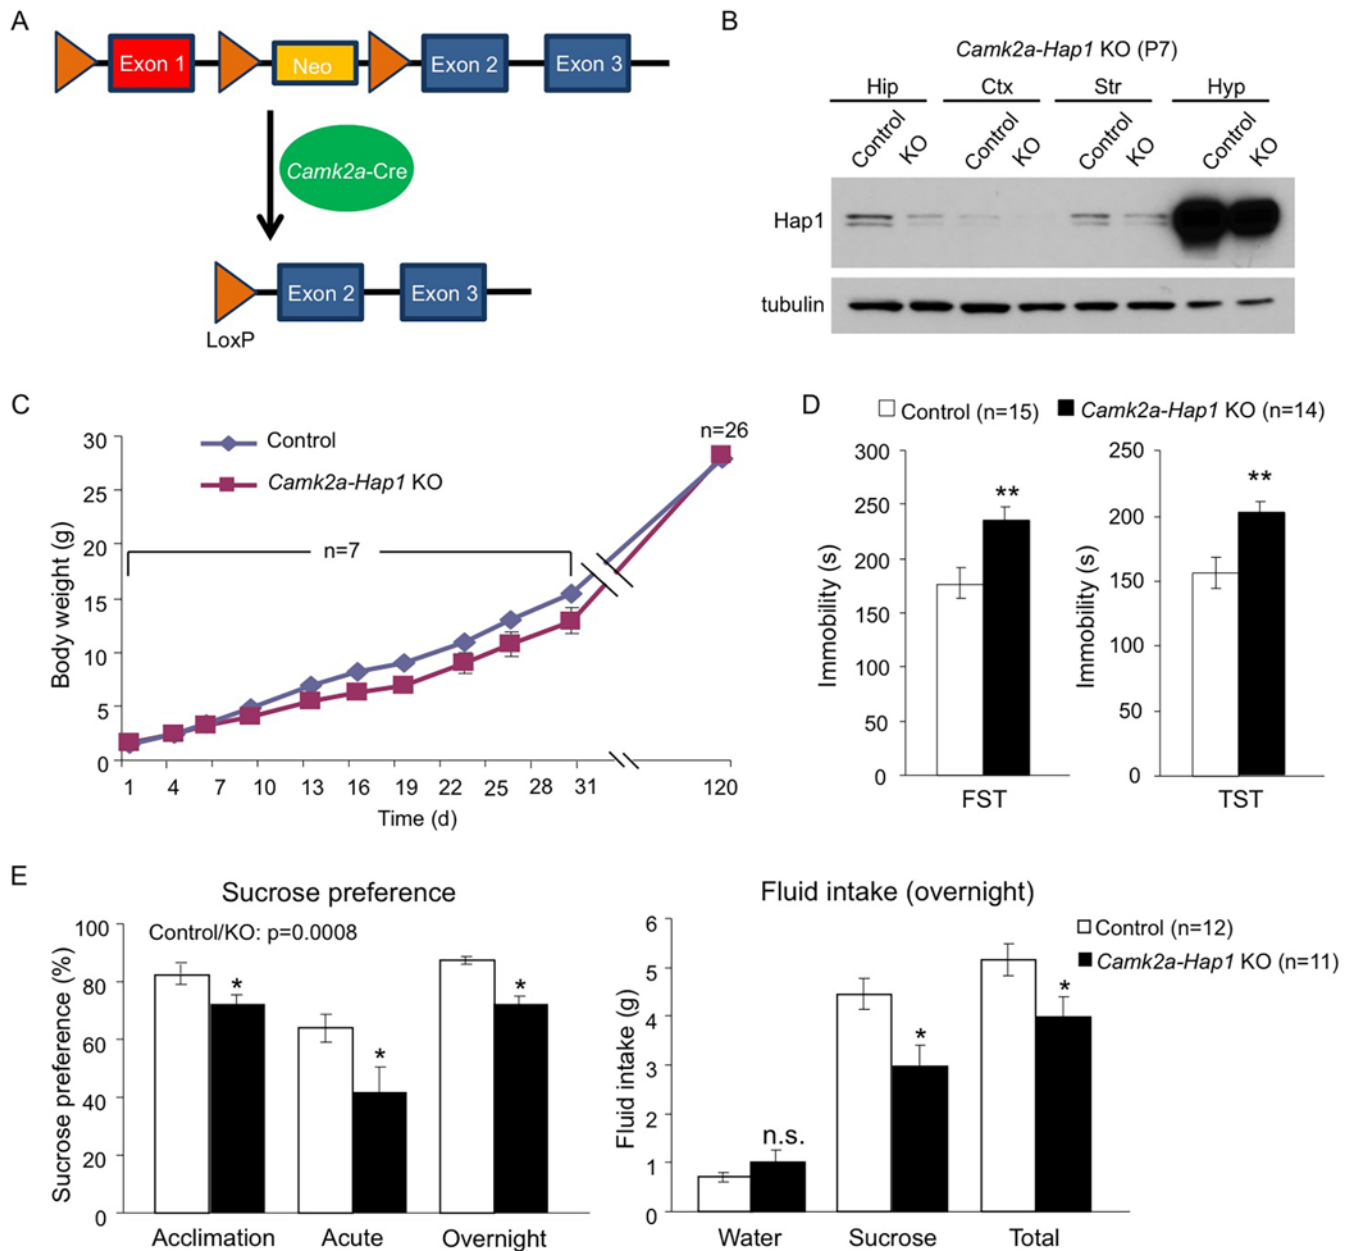 A
Exon 1
Neo
Exon 2
Exon 3
Camk2a-Cre
Exon 2
Exon 3
LoxP
B
Camk2a-Hap1 KO (P7)
Hip Ctx Str Hyp
Control KO Control KO Control KO Control KO
Hap1
tubulin
C
Control
Camk2a-Hap1 KO
n=26
n=7
30
25
20
15
10
5
0
Body weight (g)
1 4 7 10 13 16 19 22 25 28 31 120
Time (d)
D
Control (n=15) Camk2a-Hap1 KO (n=14)
300
250
200
150
100
50
0
Immobility (s)
**
FST
250
200
150
100
50
0
Immobility (s)
**
TST
E
Sucrose preference
Control/KO: p=0.0008
100
80
60
40
20
0
Sucrose preference (%)
* * *
Acclimation Acute Overnight
Fluid intake (overnight)
Control (n=12)
Camk2a-Hap1 KO (n=11)
6
5
4
3
2
1
0
Fluid intake (g)
n.s. * *
Water Sucrose Total